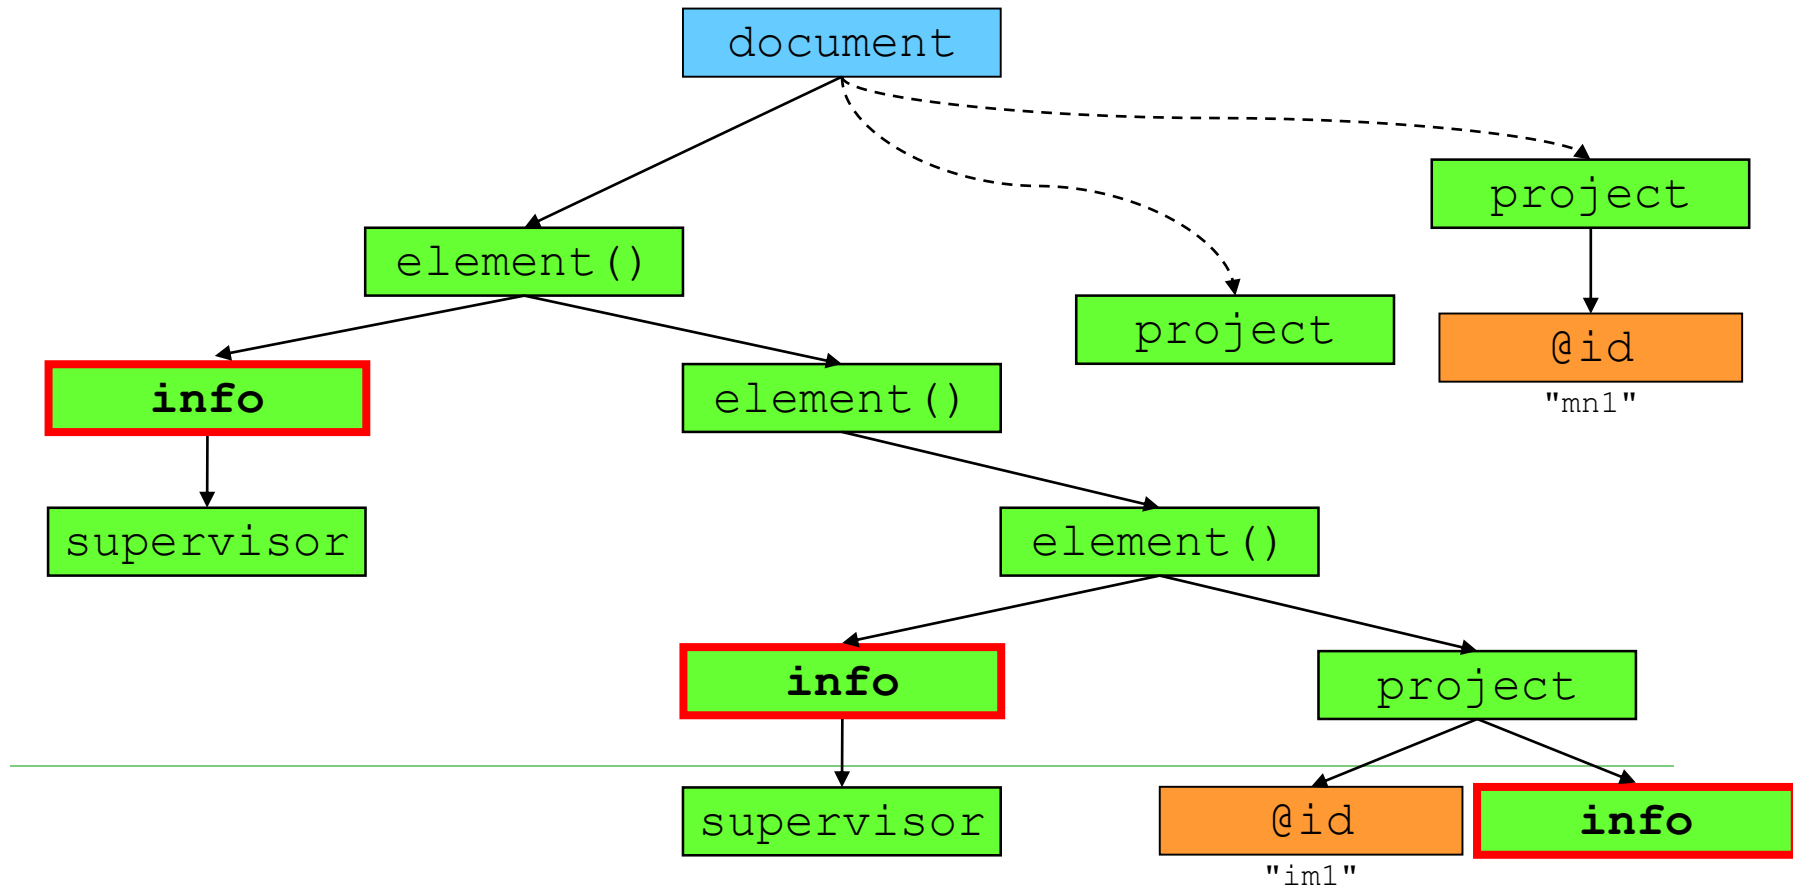 document
project
element()
project
@id
info
element()
"mn1"
supervisor
element()
info
project
supervisor
@id
info
"im1"